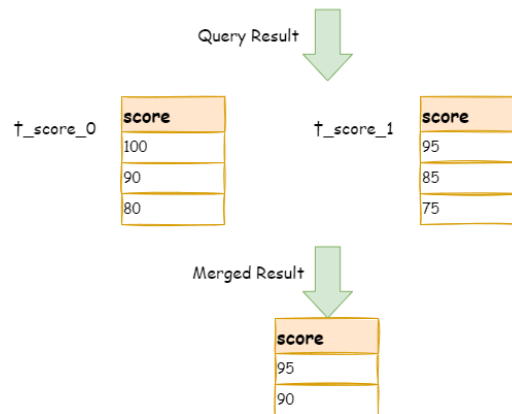 Query Result
t_score_0
score
100
90
80
t_score_1
score
95
85
75
Merged Result
score
95
90